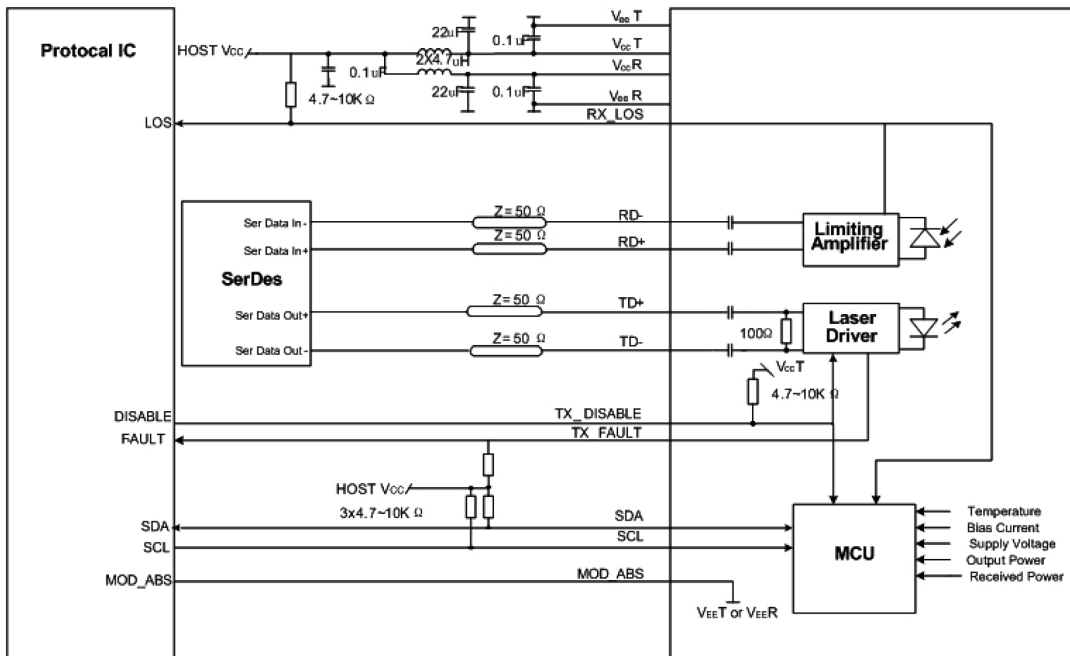 Protocal IC
HOST Vcc
22uF
0.1uF
2X4.7uH
0.1uF
22uF
0.1uF
4.7~10K Ω
VeeT
VccT
VccR
VeeR
RX_LOS
LOS
Ser Data In-
Ser Data In+
SerDes
Ser Data Out+
Ser Data Out-
Z= 50 Ω
Z= 50 Ω
Z= 50 Ω
Z= 50 Ω
RD-
RD+
TD+
TD-
Limiting
Amplifier
100Ω
Laser
Driver
VccT
4.7~10K Ω
DISABLE
TX_DISABLE
FAULT
TX_FAULT
HOST Vcc
3x4.7~10K Ω
SDA
SDA
SCL
SCL
MOD_ABS
MOD_ABS
VEET or VEER
MCU
Temperature
Bias Current
Supply Voltage
Output Power
Received Power